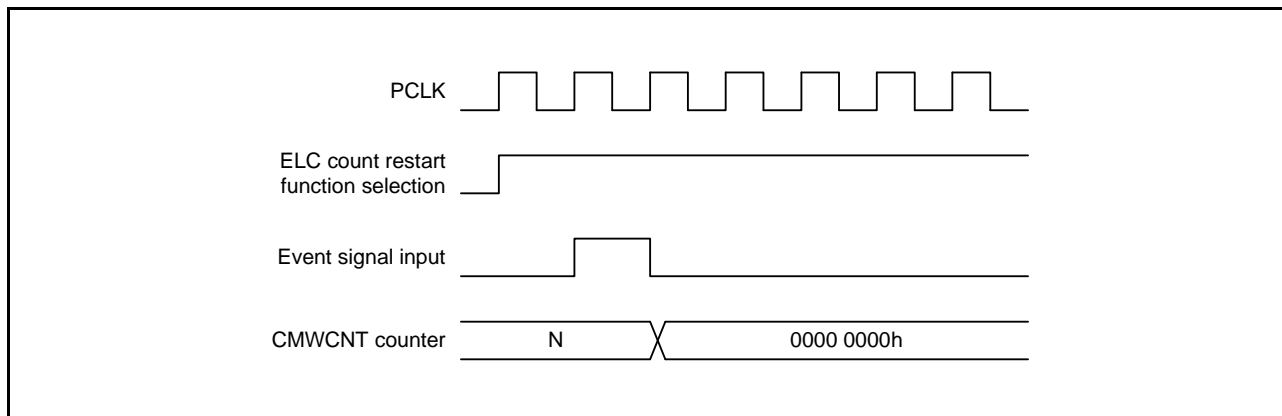 PCLK
ELC count restart
function selection
Event signal input
CMWCNT counter
N
0000 0000h